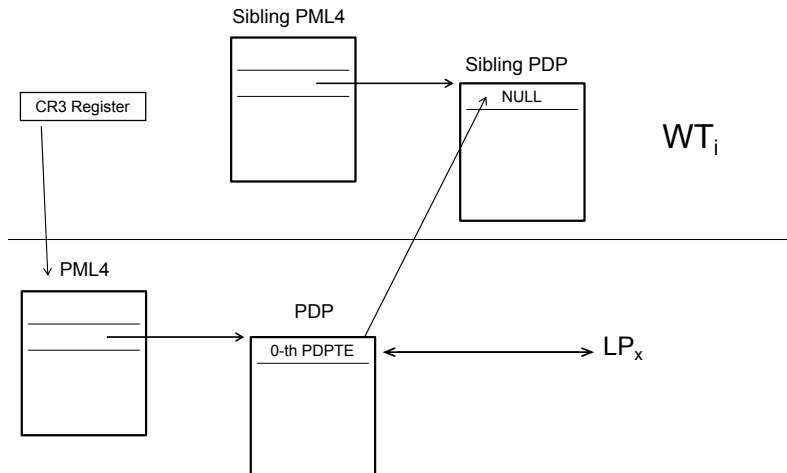 Sibling PML4
Sibling PDP
CR3 Register
NULL
WTi
PML4
PDP
0-th PDPTE
LPx